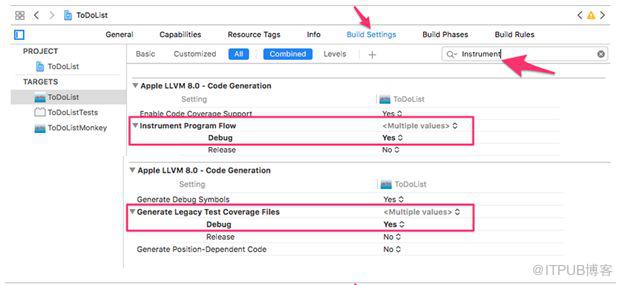 ToDoList
General Capabilities Resource Tags Info Build Settings Build Phases Build Rules
PROJECT
ToDoList
TARGETS
ToDoList
ToDoListTests
ToDoListMonkey
Basic Customized All Combined Levels + Instrument
Apple LLVM 8.0 - Code Generation
Setting ToDoList
Enable Code Coverage Support Yes
Instrument Program Flow <Multiple values>
Debug Yes
Release No
Apple LLVM 8.0 - Code Generation
Setting ToDoList
Generate Debug Symbols Yes
Generate Legacy Test Coverage Files <Multiple values>
Debug Yes
Release No
Generate Position-Dependent Code No
@ITPUB博客